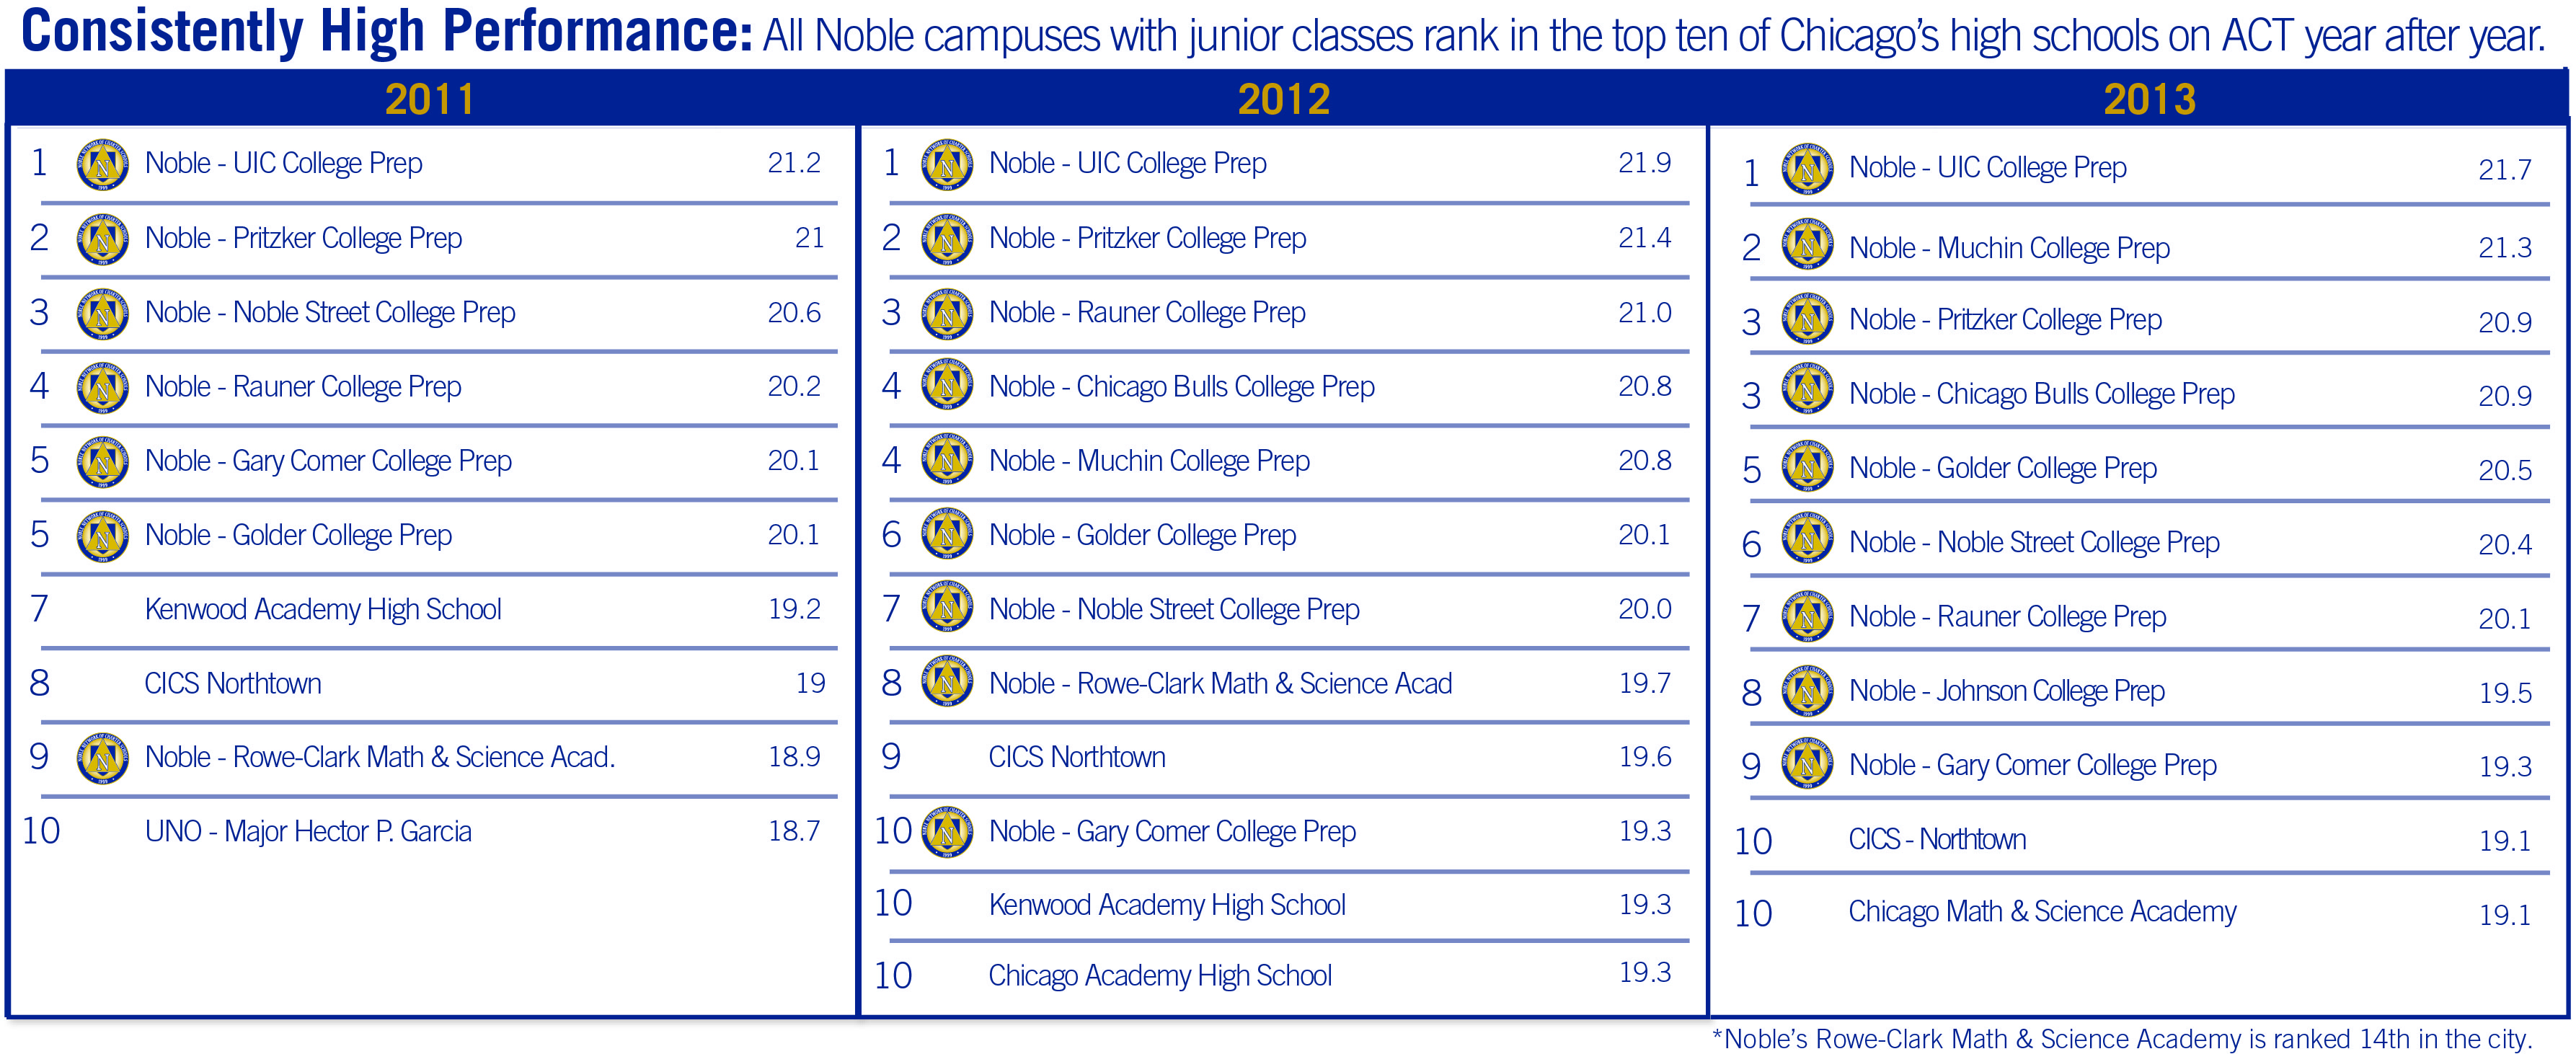 Consistently High Performance: All Noble campuses with junior classes rank in the top ten of Chicago's high schools on ACT year after year.
2011
1 Noble - UIC College Prep 21.2
2 Noble - Pritzker College Prep 21
3 Noble - Noble Street College Prep 20.6
4 Noble - Rauner College Prep 20.2
5 Noble - Gary Comer College Prep 20.1
5 Noble - Golder College Prep 20.1
7 Kenwood Academy High School 19.2
8 CICS Northtown 19
9 Noble - Rowe-Clark Math & Science Acad. 18.9
10 UNO - Major Hector P. Garcia 18.7
2012
1 Noble - UIC College Prep 21.9
2 Noble - Pritzker College Prep 21.4
3 Noble - Rauner College Prep 21.0
4 Noble - Chicago Bulls College Prep 20.8
4 Noble - Muchin College Prep 20.8
6 Noble - Golder College Prep 20.1
7 Noble - Noble Street College Prep 20.0
8 Noble - Rowe-Clark Math & Science Acad 19.7
9 CICS Northtown 19.6
10 Noble - Gary Comer College Prep 19.3
10 Kenwood Academy High School 19.3
10 Chicago Academy High School 19.3
2013
1 Noble - UIC College Prep 21.7
2 Noble - Muchin College Prep 21.3
3 Noble - Pritzker College Prep 20.9
3 Noble - Chicago Bulls College Prep 20.9
5 Noble - Golder College Prep 20.5
6 Noble - Noble Street College Prep 20.4
7 Noble - Rauner College Prep 20.1
8 Noble - Johnson College Prep 19.5
9 Noble - Gary Comer College Prep 19.3
10 CICS - Northtown 19.1
10 Chicago Math & Science Academy 19.1
*Noble's Rowe-Clark Math & Science Academy is ranked 14th in the city.